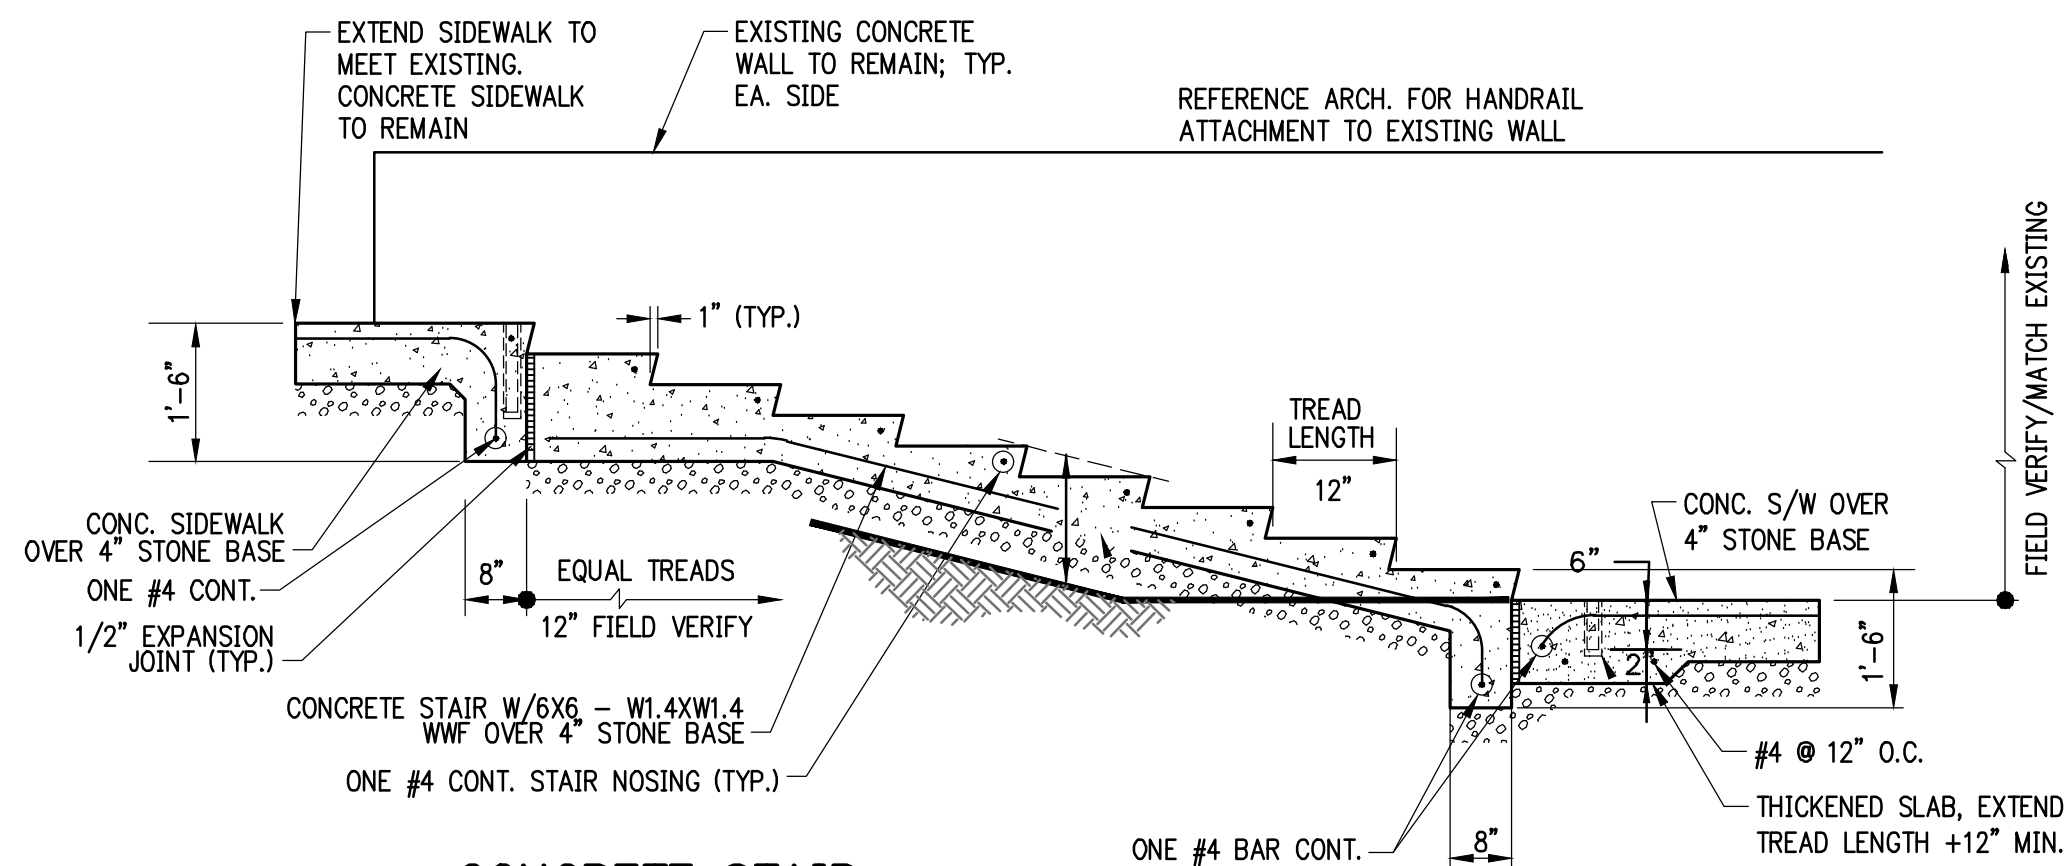 EXTEND SIDEWALK TO
MEET EXISTING.
CONCRETE SIDEWALK
TO REMAIN
EXISTING CONCRETE
WALL TO REMAIN; TYP.
EA. SIDE
REFERENCE ARCH. FOR HANDRAIL
ATTACHMENT TO EXISTING WALL
FIELD VERIFY/MATCH EXISTING
1" (TYP.)
1'-6"
TREAD
LENGTH
12"
CONC. SIDEWALK
OVER 4" STONE BASE
ONE #4 CONT.
1/2" EXPANSION
JOINT (TYP.)
8"
EQUAL TREADS
12" FIELD VERIFY
CONC. S/W OVER
4" STONE BASE
6"
2
1'-6"
CONCRETE STAIR W/6X6 - W1.4XW1.4
WWF OVER 4" STONE BASE
ONE #4 CONT. STAIR NOSING (TYP.)
#4 @ 12" O.C.
THICKENED SLAB, EXTEND
TREAD LENGTH +12" MIN.
ONE #4 BAR CONT.
8"
CONCRETE STAIR